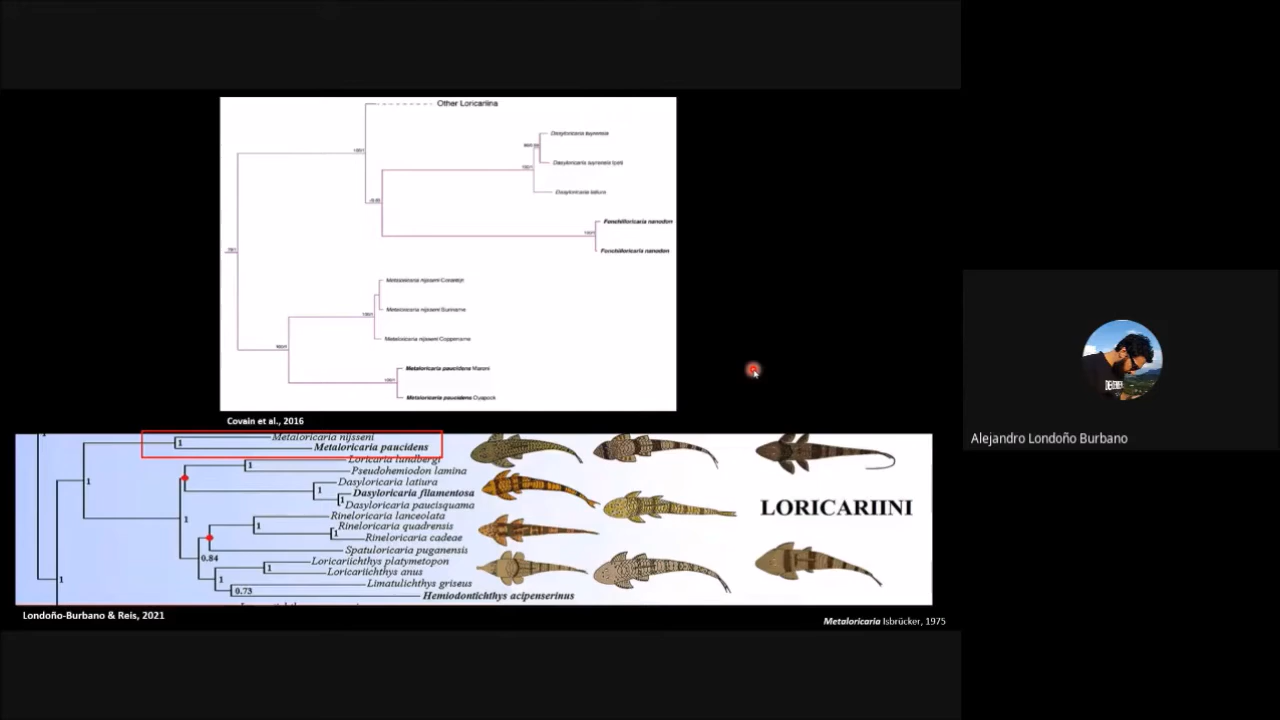 Other Loricariina
Dasyloricaria latiura
Fonchiiloricaria nanodon
Fonchiiloricaria nanodon
Metaloricaria nijsseni Corantijn
Metaloricaria nijsseni Suriname
Metaloricaria nijsseni Coppename
Metaloricaria paucidens Maroni
Metaloricaria paucidens Oyapock
Covain et al., 2016
Metaloricaria nijsseni
1
Metaloricaria paucidens
Loricaria lundbergi
1
Pseudohemiodon lamina
1
Dasyloricaria latiura
1
Dasyloricaria filamentosa
1
Dasyloricaria paucisquama
LORICARIINI
Rineloricaria lanceolata
1
1
Rineloricaria quadrensis
1
Rineloricaria cadeae
Spatuloricaria puganensis
0.84
Loricariichthys platymetopon
1
Loricariichthys anus
1
1
Limatulichthys griseus
0.73
Hemiodontichthys acipenserinus
Londoño-Burbano & Reis, 2021
Metaloricaria Isbrücker, 1975
Alejandro Londoño Burbano